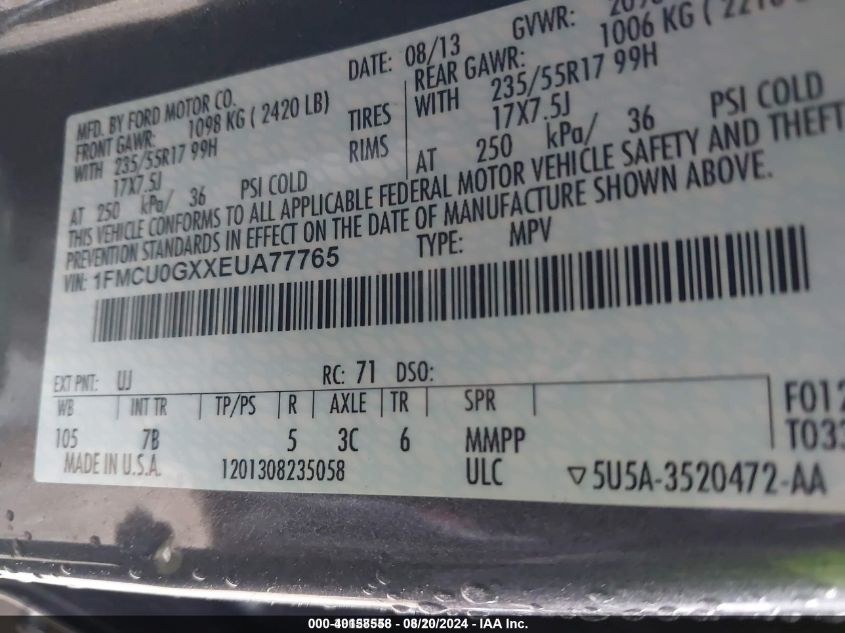 MFD. BY FORD MOTOR CO.
DATE: 08/13 GVWR:
FRONT GAWR: 1098 KG ( 2420 LB) REAR GAWR: 1006 KG (
WITH 235/55R17 99H TIRES WITH 235/55R17 99H
17X7.5J RIMS 17X7.5J
AT 250 kPa/ 36 PSI COLD AT 250 kPa/ 36 PSI COLD
THIS VEHICLE CONFORMS TO ALL APPLICABLE FEDERAL MOTOR VEHICLE SAFETY AND THEFT
PREVENTION STANDARDS IN EFFECT ON THE DATE OF MANUFACTURE SHOWN ABOVE.
VIN: 1FMCU0GXXEUA77765 TYPE: MPV
EXT PNT: UJ RC: 71 DSO:
WB INT TR TP/PS R AXLE TR SPR
105 7B 5 3C 6 MMPP
F012
T033
MADE IN U.S.A. 1201308235058 ULC ▽5U5A-3520472-AA
08/20/2024 - IAA Inc.